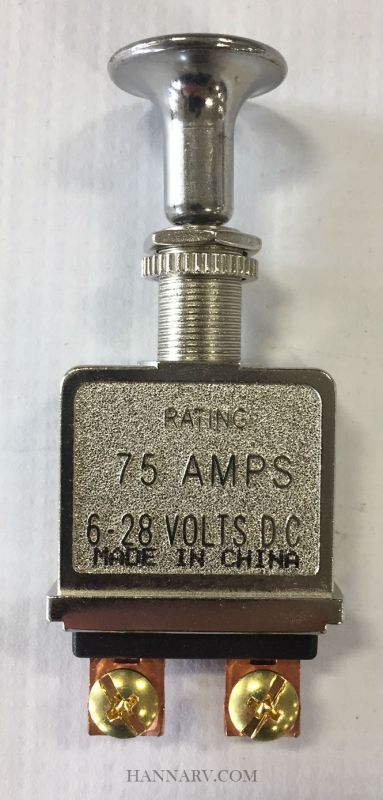 RATING
75 AMPS
6-28 VOLTS D.C
MADE IN CHINA
HANNARV.COM